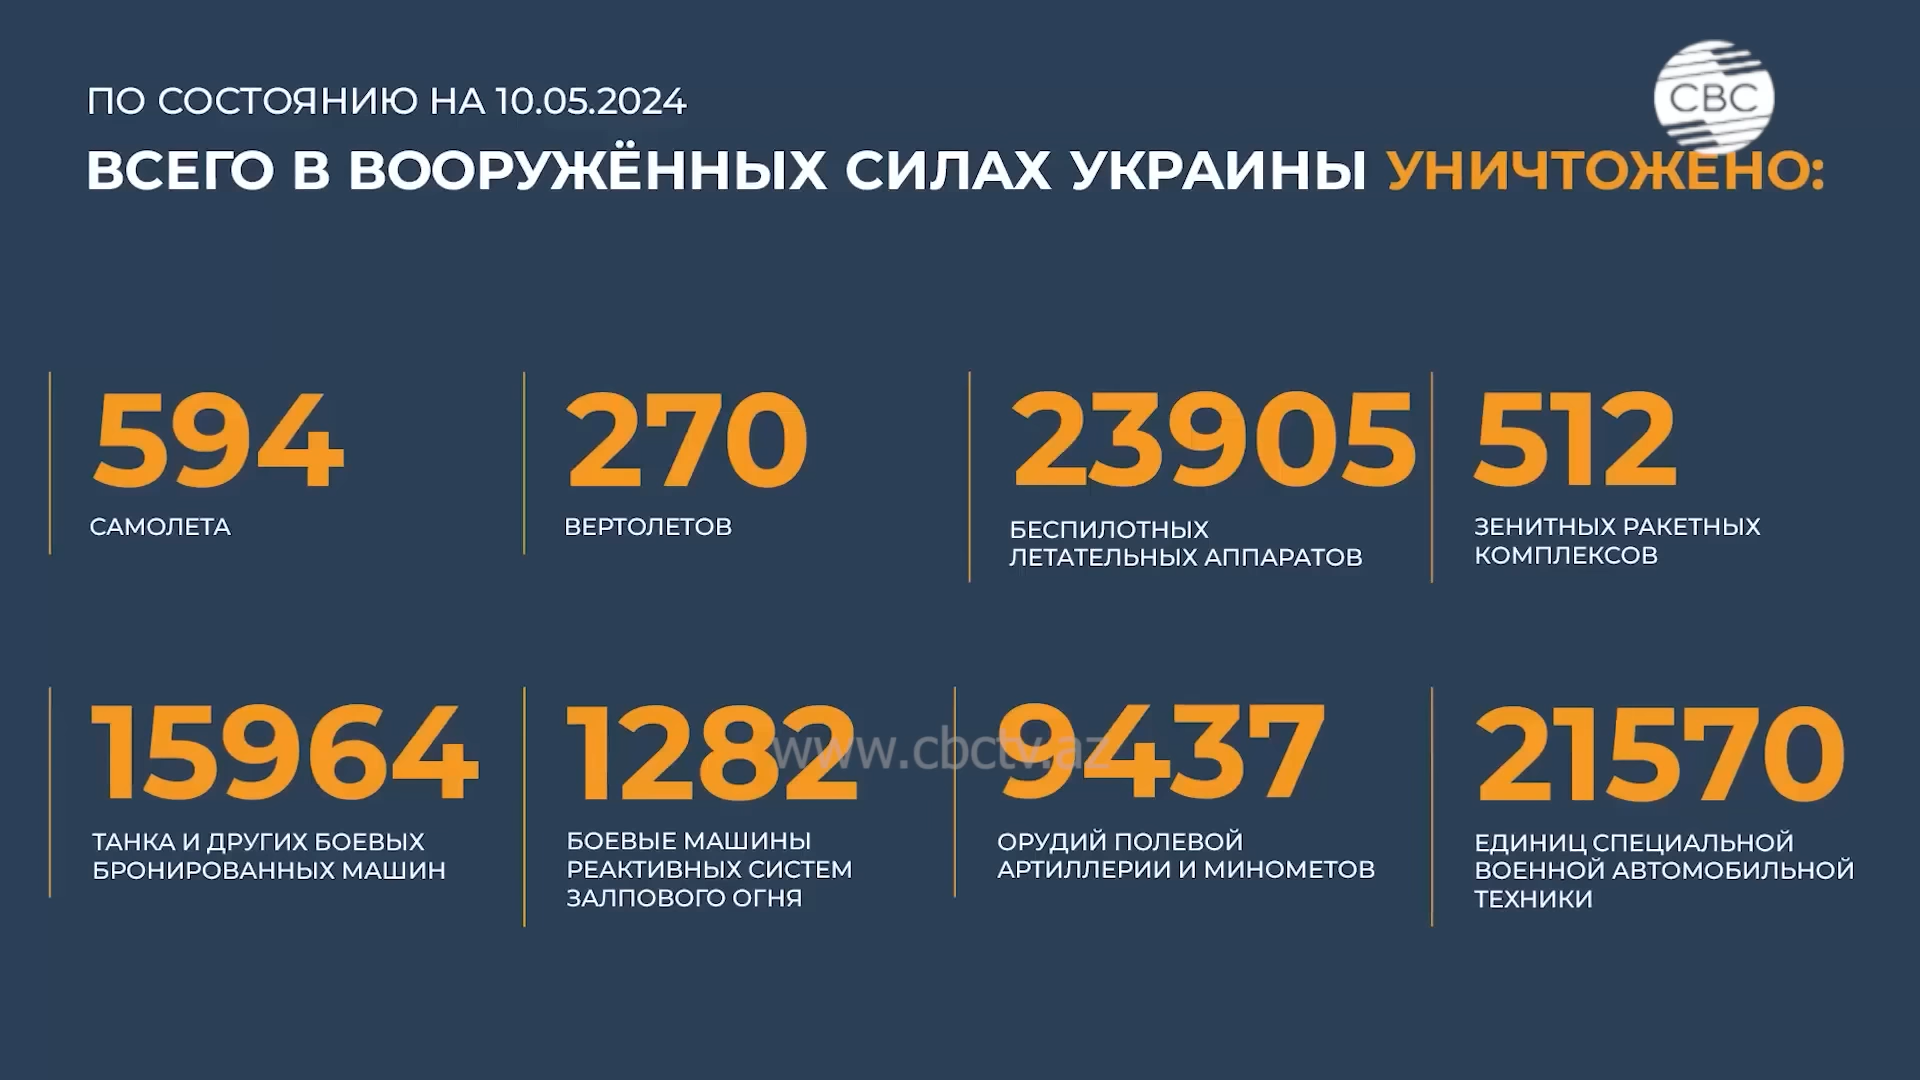 CBC
ПО СОСТОЯНИЮ НА 10.05.2024
ВСЕГО В ВООРУЖЁННЫХ СИЛАХ УКРАИНЫ УНИЧТОЖЕНО:
594
САМОЛЕТА
270
ВЕРТОЛЕТОВ
23905
БЕСПИЛОТНЫХ
ЛЕТАТЕЛЬНЫХ АППАРАТОВ
512
ЗЕНИТНЫХ РАКЕТНЫХ
КОМПЛЕКСОВ
15964
ТАНКА И ДРУГИХ БОЕВЫХ
БРОНИРОВАННЫХ МАШИН
1282
БОЕВЫЕ МАШИНЫ
РЕАКТИВНЫХ СИСТЕМ
ЗАЛПОВОГО ОГНЯ
9437
ОРУДИЙ ПОЛЕВОЙ
АРТИЛЛЕРИИ И МИНОМЕТОВ
21570
ЕДИНИЦ СПЕЦИАЛЬНОЙ
ВОЕННОЙ АВТОМОБИЛЬНОЙ
ТЕХНИКИ
www.cbctv.az